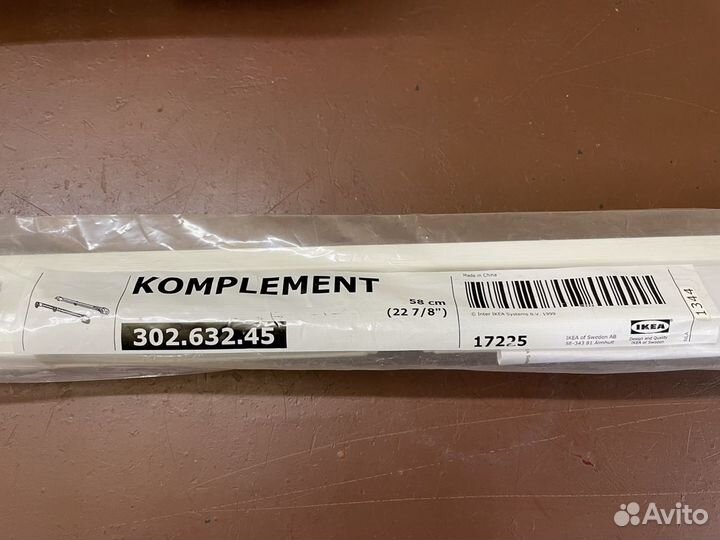 KOMPLEMENT
302.632.45
58 cm
(22 7/8")
Made in China
© Inter IKEA Systems B.V. 1999
17225
IKEA of Sweden AB
SE-343 81 Älmhult
IKEA
Design and Quality
IKEA of Sweden
1344
Avito